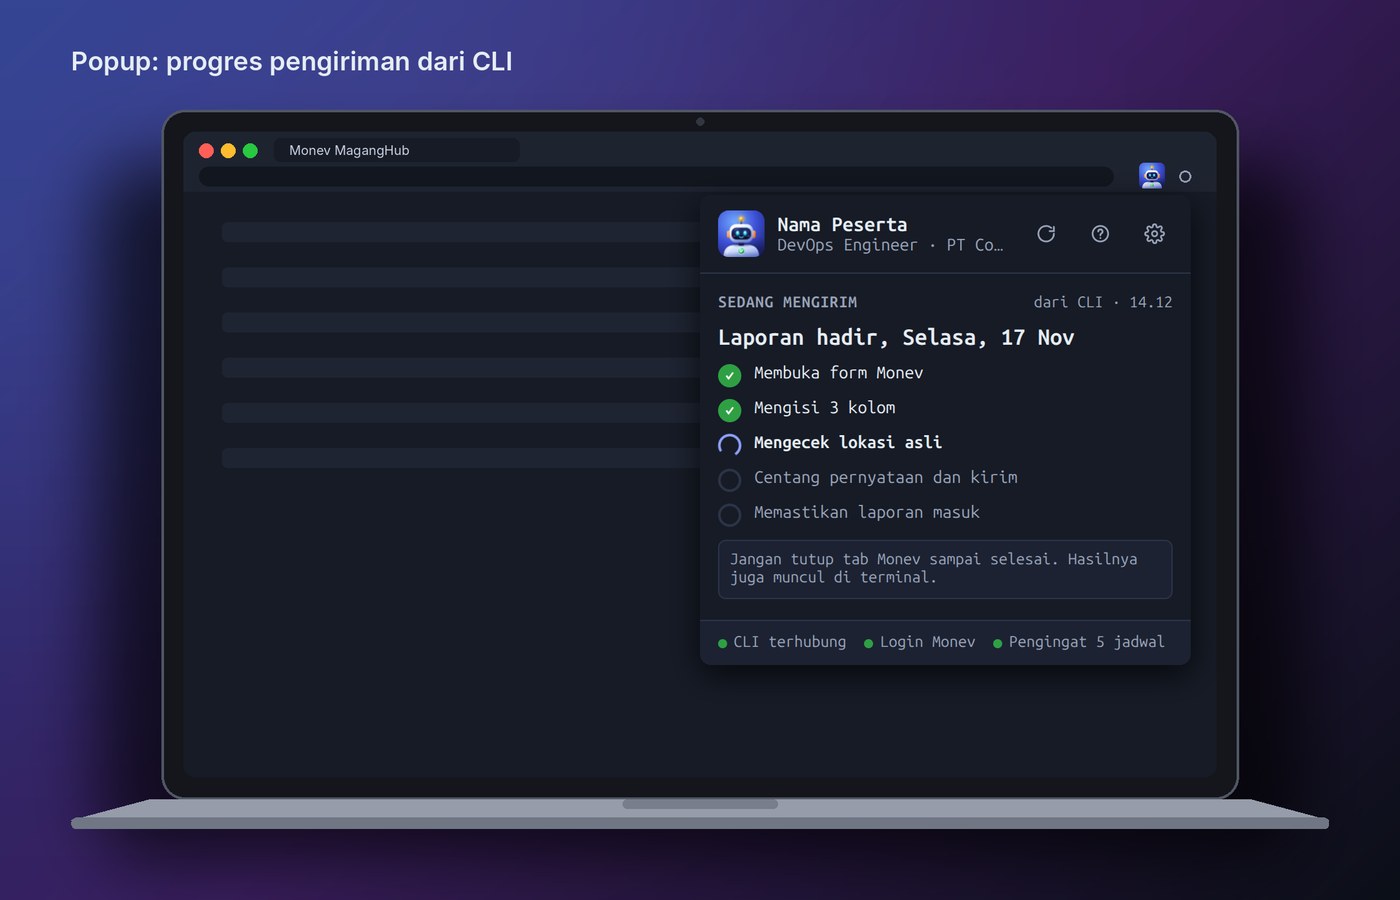 Popup: progres pengiriman dari CLI
Monev MagangHub
Nama Peserta
DevOps Engineer · PT Co…
SEDANG MENGIRIM
dari CLI · 14.12
Laporan hadir, Selasa, 17 Nov
Membuka form Monev
Mengisi 3 kolom
Mengecek lokasi asli
Centang pernyataan dan kirim
Memastikan laporan masuk
Jangan tutup tab Monev sampai selesai. Hasilnya
juga muncul di terminal.
CLI terhubung
Login Monev
Pengingat 5 jadwal